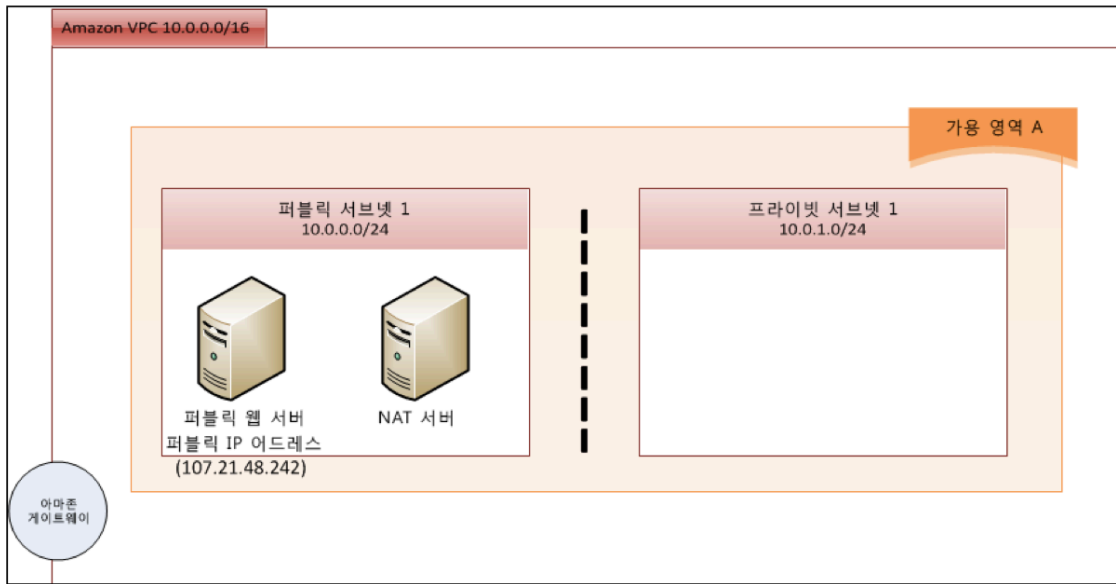 Amazon VPC 10.0.0.0/16
가용 영역 A
퍼블릭 서브넷 1
10.0.0.0/24
프라이빗 서브넷 1
10.0.1.0/24
퍼블릭 웹 서버
퍼블릭 IP 어드레스
(107.21.48.242)
NAT 서버
아마존
게이트웨이